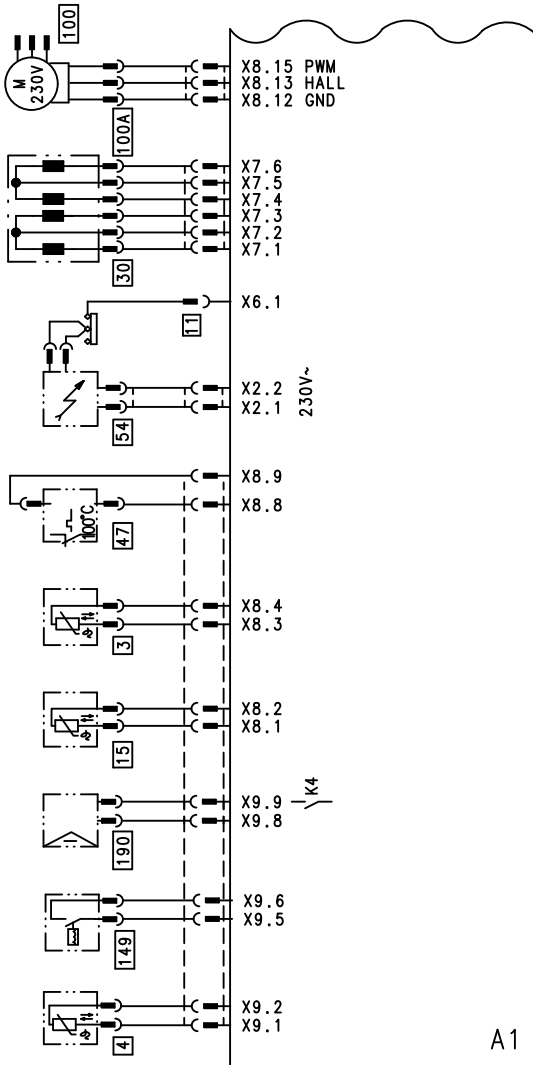 100
M
230V
X8.15 PWM
X8.13 HALL
X8.12 GND
100A
X7.6
X7.5
X7.4
X7.3
X7.2
X7.1
30
X6.1
11
X2.2
X2.1
230V~
54
X8.9
X8.8
100°C
47
X8.4
X8.3
3
X8.2
X8.1
15
X9.9
K4
X9.8
190
X9.6
X9.5
149
X9.2
X9.1
4
A1